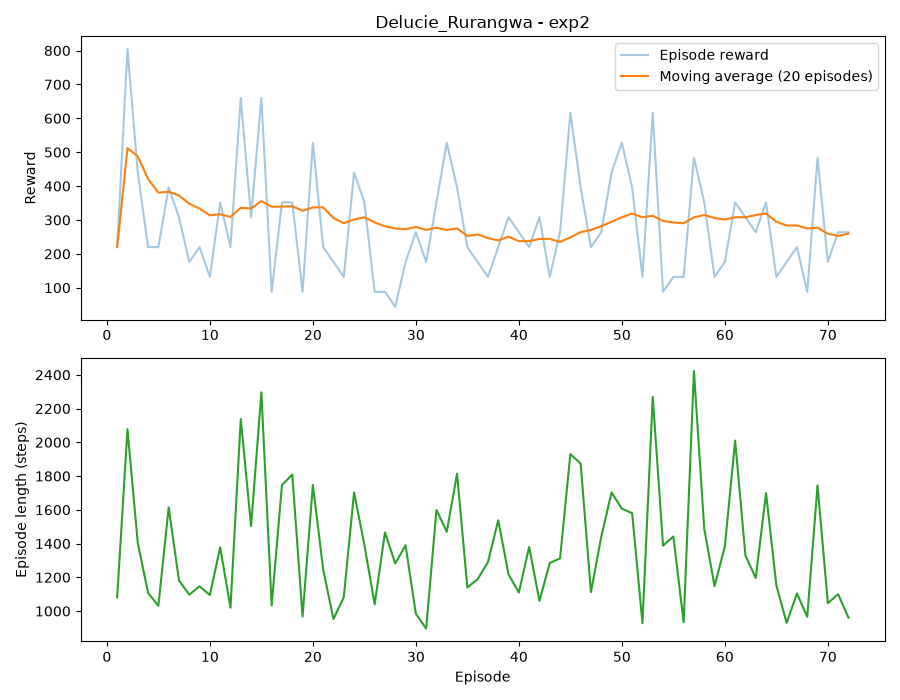 Delucie_Rurangwa - exp2
Episode reward
Moving average (20 episodes)
Reward
800
700
600
500
400
300
200
100
0 10 20 30 40 50 60 70
Episode length (steps)
2400
2200
2000
1800
1600
1400
1200
1000
0 10 20 30 40 50 60 70
Episode